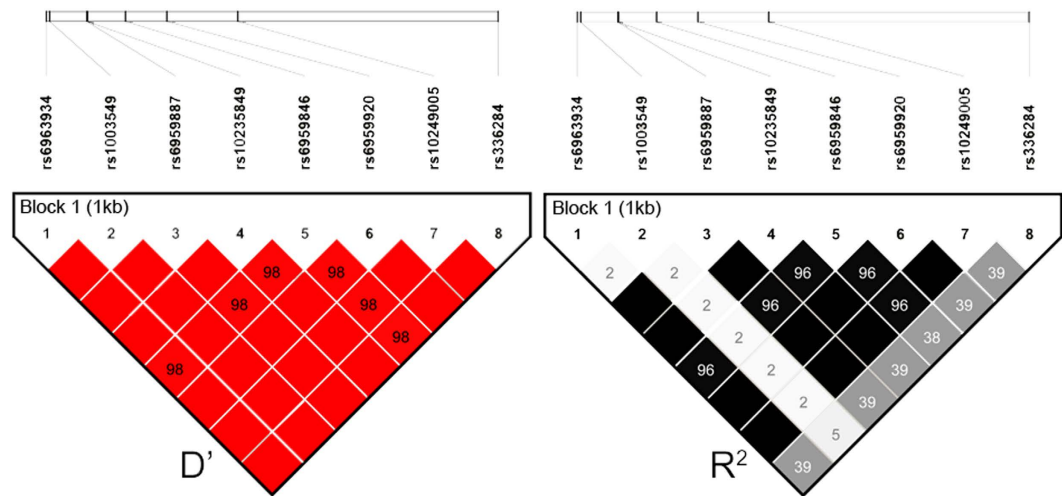 rs6963934
rs1003549
rs6959887
rs10235849
rs6959846
rs6959920
rs10249005
rs336284
Block 1 (1kb)
1 2 3 4 5 6 7 8
98 98
98 98
98
98
D’
rs6963934
rs1003549
rs6959887
rs10235849
rs6959846
rs6959920
rs10249005
rs336284
Block 1 (1kb)
1 2 3 4 5 6 7 8
2 2 96 96 39
2 96 96 39
2 38
96 2 39
2 39
5
39
R²